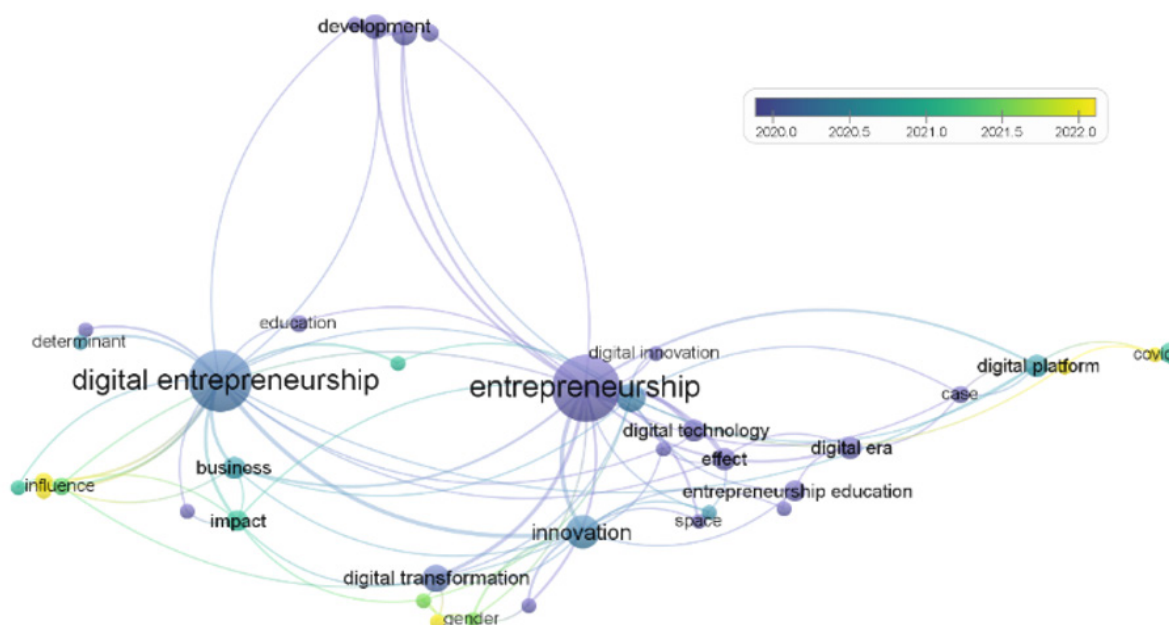 development
2020.0 2020.5 2021.0 2021.5 2022.0
education
determinant
digital innovation
digital entrepreneurship
entrepreneurship
digital platform
covid
case
digital technology
digital era
effect
business
influence
entrepreneurship education
impact
space
innovation
digital transformation
gender